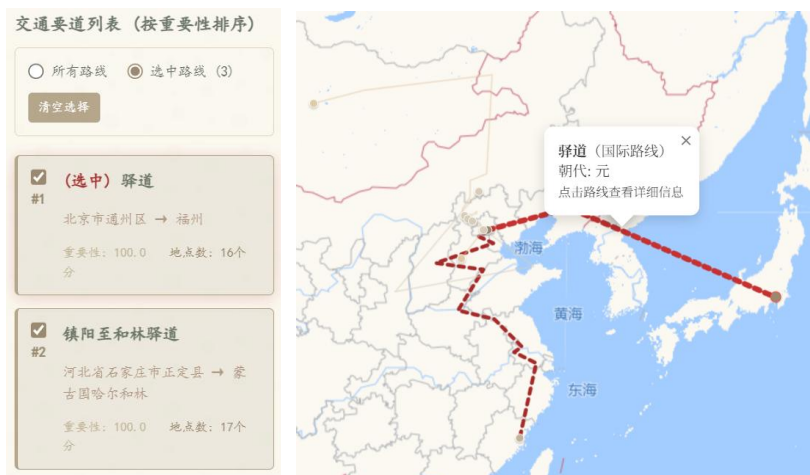 交通要道列表 (按重要性排序)
所有路线
选中路线 (3)
清空选择
#1
(选中) 驿道
北京市通州区 → 福州
重要性: 100.0
分
地点数: 16个
#2
镇阳至和林驿道
河北省石家庄市正定县 → 蒙
古国哈尔和林
重要性: 100.0
分
地点数: 17个
驿道 (国际路线)
朝代: 元
点击路线查看详细信息
×
渤海
黄海
东海